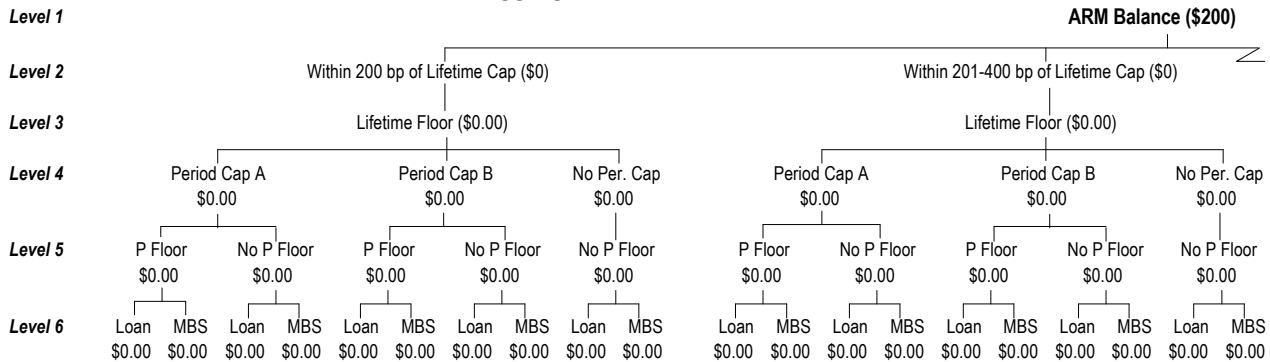 Level 1 ARM Balance ($200)
Level 2 Within 200 bp of Lifetime Cap ($0) Within 201-400 bp of Lifetime Cap ($0)
Level 3 Lifetime Floor ($0.00) Lifetime Floor ($0.00)
Level 4 Period Cap A Period Cap B No Per. Cap Period Cap A Period Cap B No Per. Cap
$0.00 $0.00 $0.00 $0.00 $0.00 $0.00
Level 5 P Floor No P Floor P Floor No P Floor No P Floor P Floor No P Floor P Floor No P Floor No P Floor
$0.00 $0.00 $0.00 $0.00 $0.00 $0.00 $0.00 $0.00 $0.00 $0.00
Level 6 Loan MBS Loan MBS Loan MBS Loan MBS Loan MBS Loan MBS Loan MBS Loan MBS Loan MBS Loan MBS
$0.00 $0.00 $0.00 $0.00 $0.00 $0.00 $0.00 $0.00 $0.00 $0.00 $0.00 $0.00 $0.00 $0.00 $0.00 $0.00 $0.00 $0.00 $0.00 $0.00